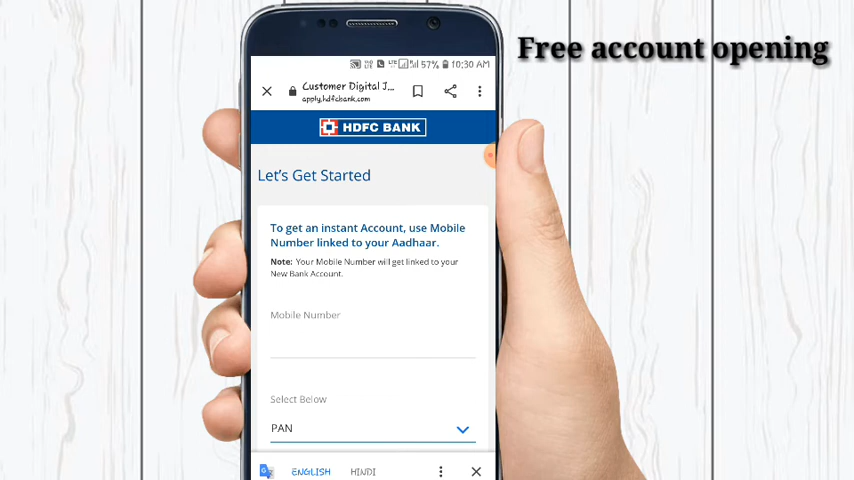 Free account opening
LTE 57% 10:30 AM
Customer Digital J...
apply.hdfcbank.com
HDFC BANK
Let's Get Started
To get an instant Account, use Mobile
Number linked to your Aadhaar.
Note: Your Mobile Number will get linked to your
New Bank Account.
Mobile Number
Select Below
PAN
ENGLISH HINDI